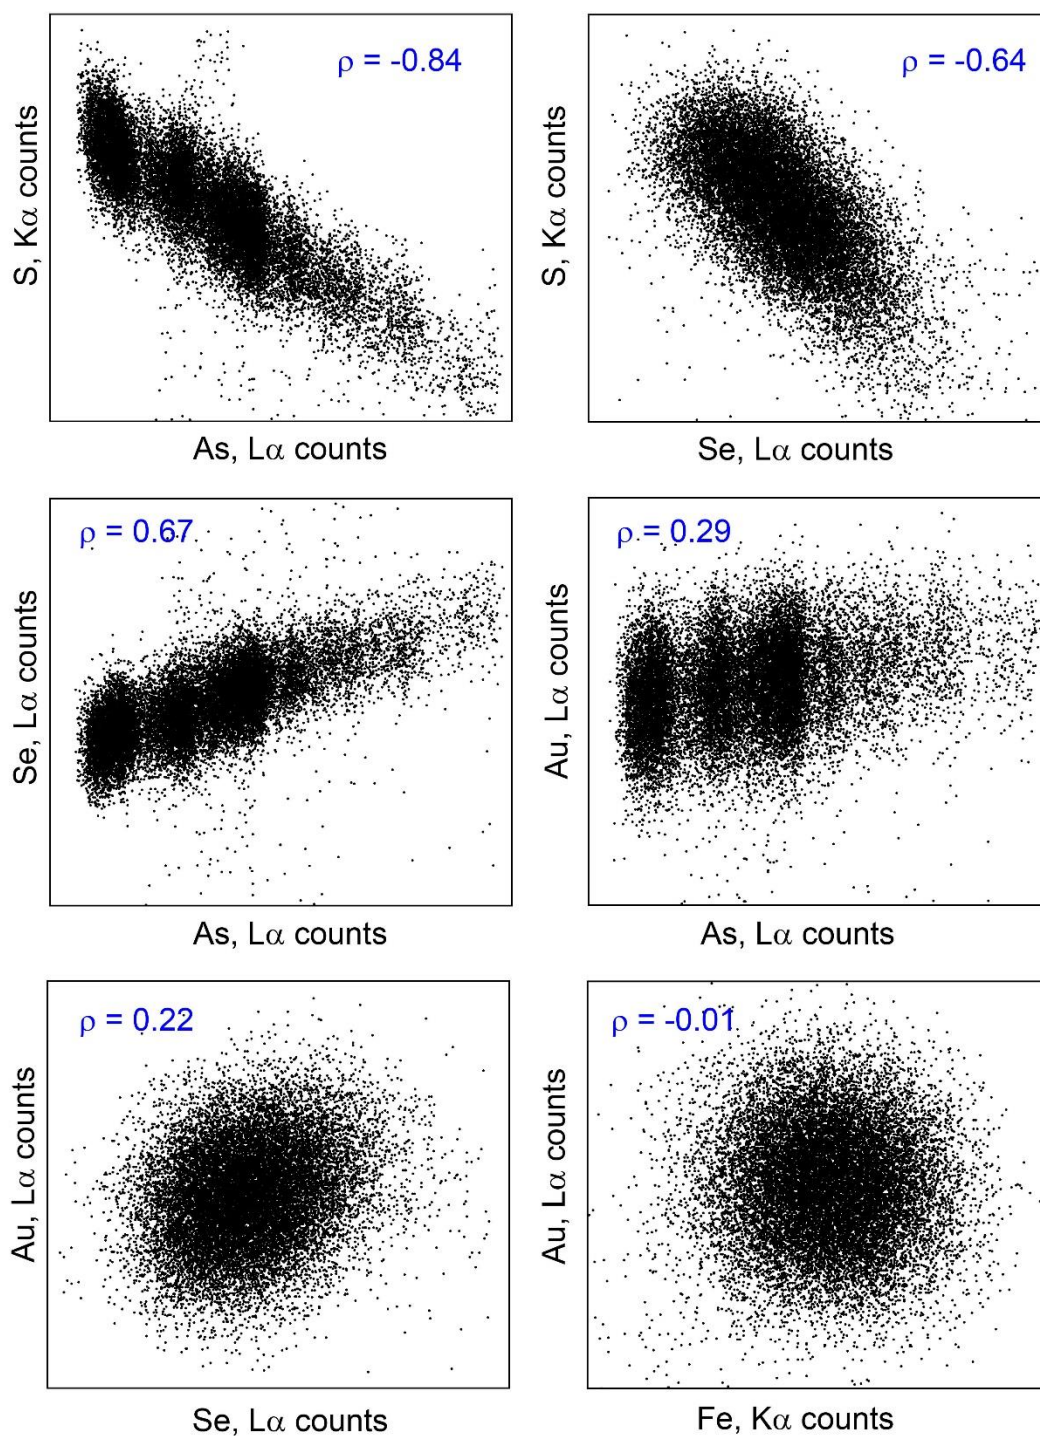 ρ = -0.84
S, Kα counts
As, Lα counts
ρ = -0.64
S, Kα counts
Se, Lα counts
ρ = 0.67
Se, Lα counts
As, Lα counts
ρ = 0.29
Au, Lα counts
As, Lα counts
ρ = 0.22
Au, Lα counts
Se, Lα counts
ρ = -0.01
Au, Lα counts
Fe, Kα counts